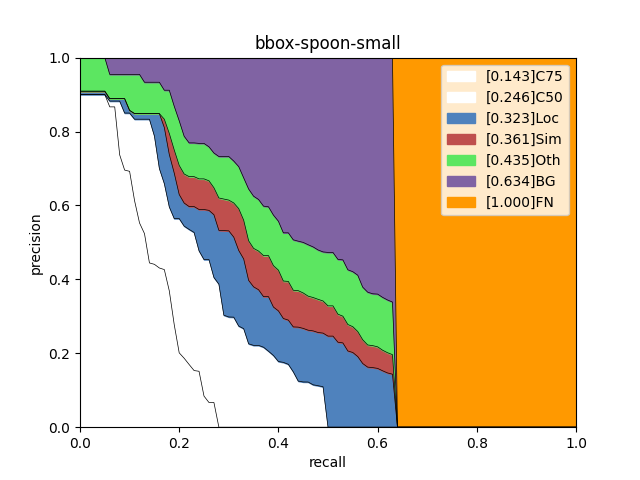 bbox-spoon-small
1.0
0.8
0.6
0.4
0.2
0.0
precision
[0.143]C75
[0.246]C50
[0.323]Loc
[0.361]Sim
[0.435]Oth
[0.634]BG
[1.000]FN
0.0 0.2 0.4 0.6 0.8 1.0
recall